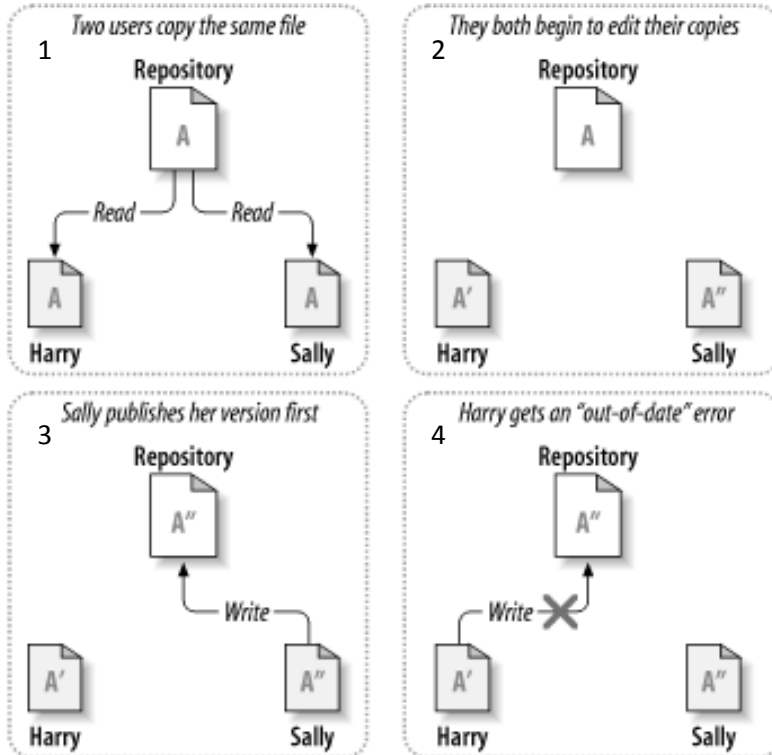 Two users copy the same file
1
Repository
A
Read Read
A A
Harry Sally
They both begin to edit their copies
2
Repository
A
A' A"
Harry Sally
Sally publishes her version first
3
Repository
A"
Write
A' A"
Harry Sally
Harry gets an "out-of-date" error
4
Repository
A"
Write
A' A"
Harry Sally